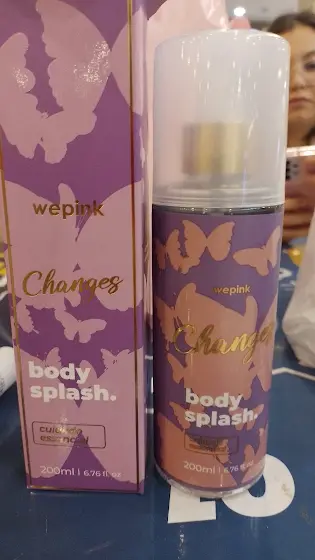 wepink
Changes
body
splash.
cuidado
essencial
200ml | 6.76 fl. oz
wepink
Changes
body
splash.
200ml | 6.76 fl. oz